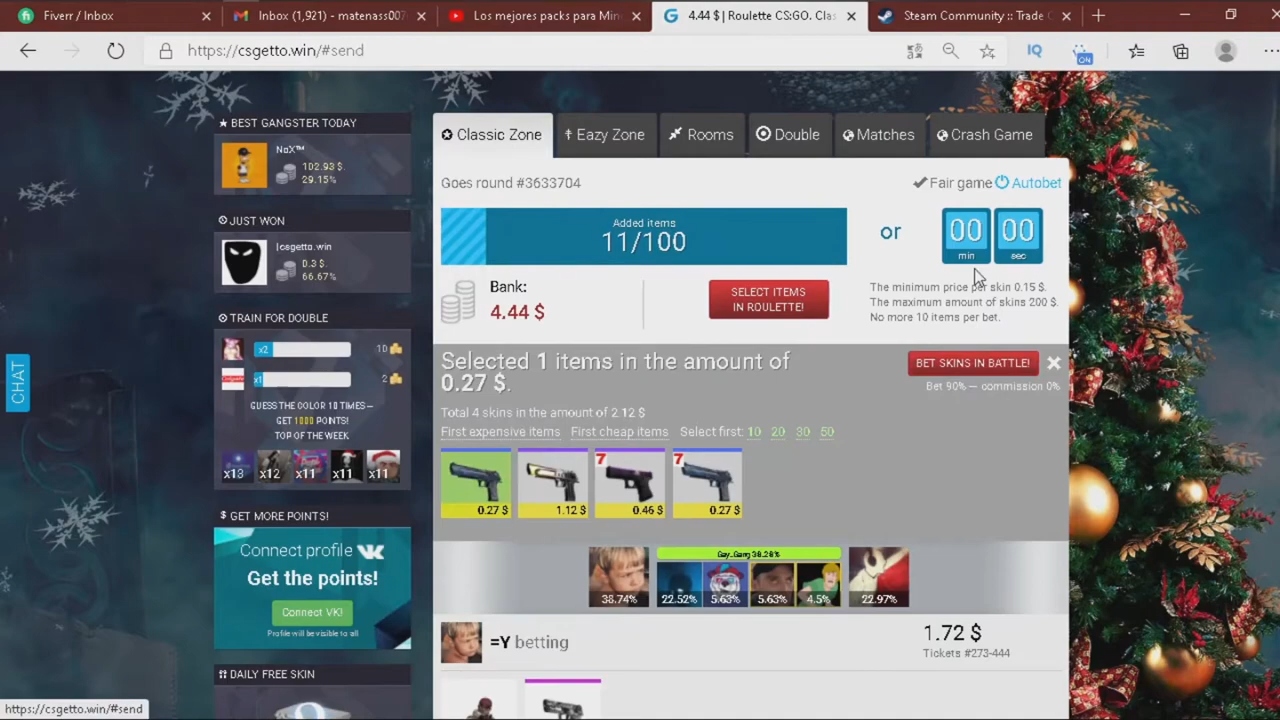 Fiverr / Inbox
Inbox (1,921) - matenass007
Los mejores packs para Min
4.44 $ | Roulette CS:GO. Clas
Steam Community :: Trade O
https://csgetto.win/#send
IQ
ON
CHAT
BEST GANGSTER TODAY
NaX™
102.93 $.
29.15%
JUST WON
|csgetto.win
0.3 $.
66.67%
TRAIN FOR DOUBLE
x2
10
x1
2
GUESS THE COLOR 10 TIMES—
GET 1000 POINTS!
TOP OF THE WEEK
x13 x12 x11 x11 x11
$ GET MORE POINTS!
Connect profile
Get the points!
Connect VK!
Profile will be visible to all
DAILY FREE SKIN
https://csgetto.win/#send
Classic Zone
Eazy Zone
Rooms
Double
Matches
Crash Game
Goes round #3633704
Fair game
Autobet
Added items
11/100
or
00 00
min sec
Bank:
4.44 $
SELECT ITEMS
IN ROULETTE!
The minimum price per skin 0.15 $.
The maximum amount of skins 200 $.
No more 10 items per bet.
Selected 1 items in the amount of
0.27 $.
BET SKINS IN BATTLE!
Bet 90% — commission 0%
Total 4 skins in the amount of 2.12 $
First expensive items First cheap items Select first: 10 20 30 50
7 7
0.27 $ 1.12 $ 0.46 $ 0.27 $
Gay_Gang 38.28%
38.74% 22.52% 5.63% 5.63% 4.5% 22.97%
=Y betting
1.72 $
Tickets #273-444